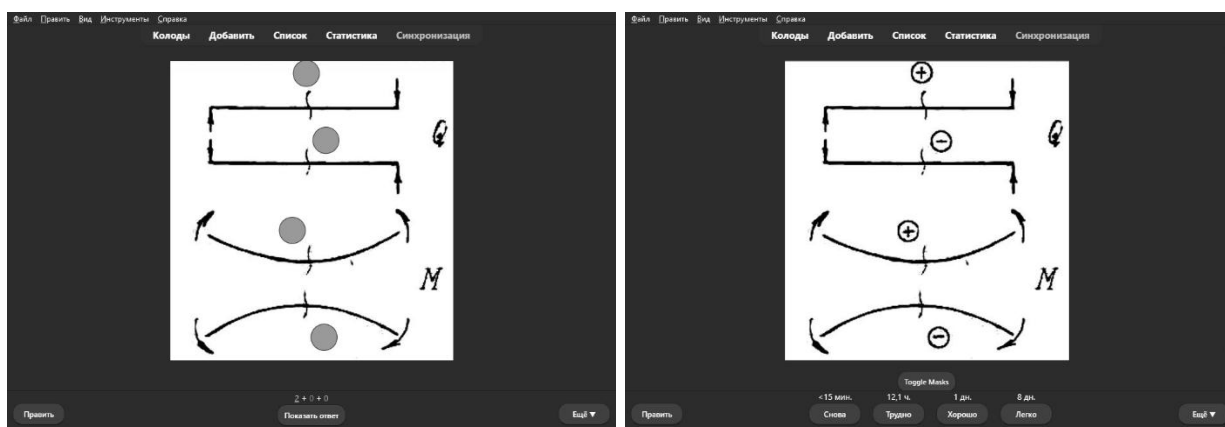 Файл Править Вид Инструменты Справка
Колоды Добавить Список Статистика Синхронизация
Q
M
2 + 0 + 0
Править Показать ответ Ещё ▼
Файл Править Вид Инструменты Справка
Колоды Добавить Список Статистика Синхронизация
+
Q
−
+
M
−
Toggle Masks
<15 мин. 12,1 ч. 1 дн. 8 дн.
Править Снова Трудно Хорошо Легко Ещё ▼